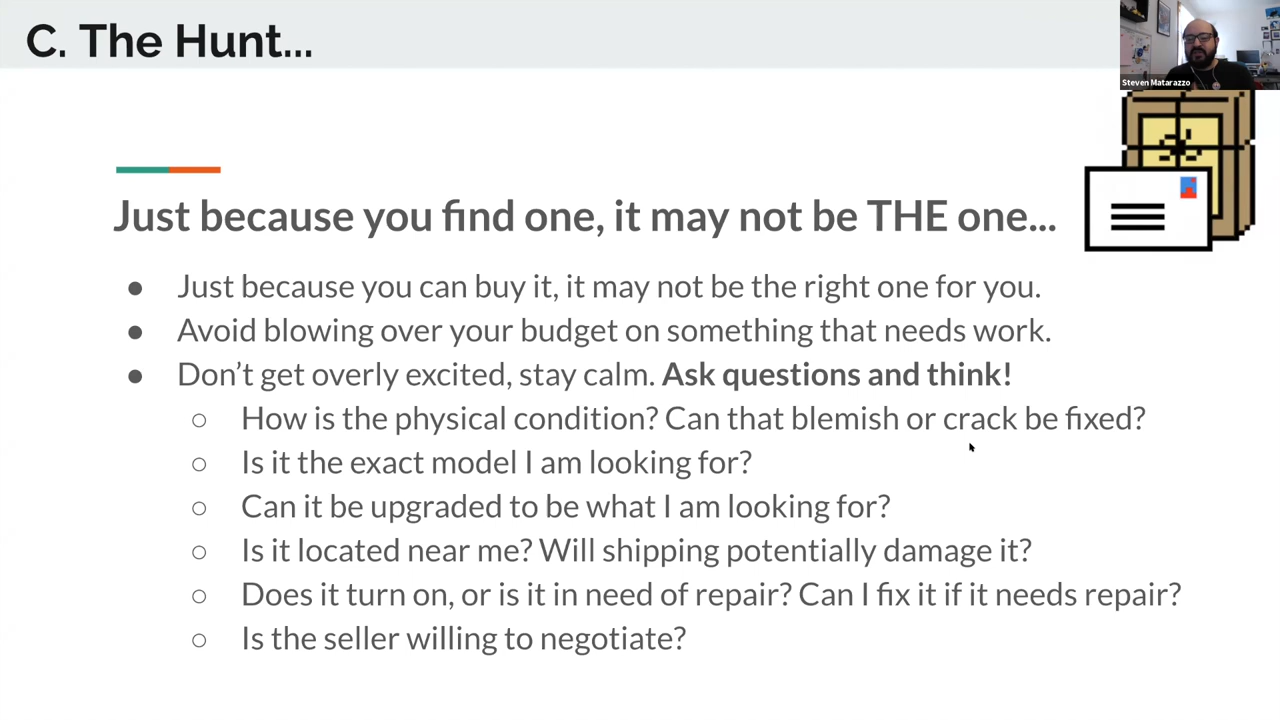 C. The Hunt...
Steven Matarazzo
Just because you find one, it may not be THE one...
● Just because you can buy it, it may not be the right one for you.
● Avoid blowing over your budget on something that needs work.
● Don’t get overly excited, stay calm. Ask questions and think!
○ How is the physical condition? Can that blemish or crack be fixed?
○ Is it the exact model I am looking for?
○ Can it be upgraded to be what I am looking for?
○ Is it located near me? Will shipping potentially damage it?
○ Does it turn on, or is it in need of repair? Can I fix it if it needs repair?
○ Is the seller willing to negotiate?